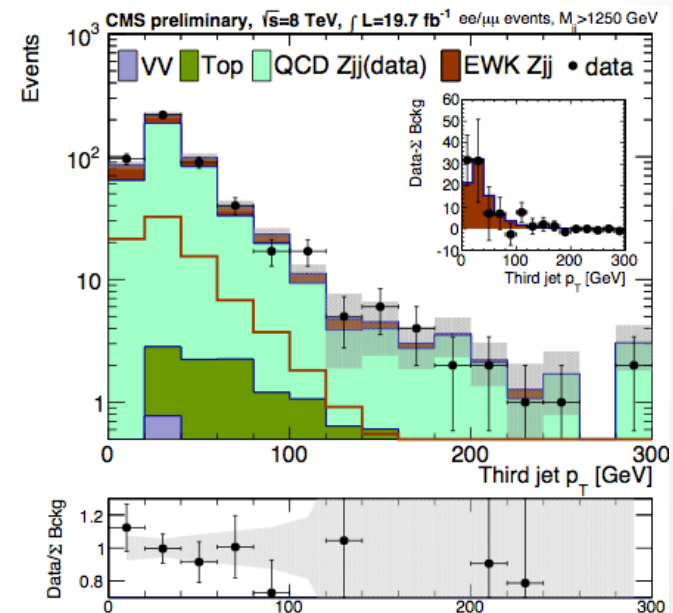 CMS preliminary, √s=8 TeV, ∫ L=19.7 fb⁻¹ ee/μμ events, M_jj>1250 GeV
Events
VV Top QCD Zjj(data) EWK Zjj data
10³
10²
10
1
0 100 200 300
Third jet p_T [GeV]
Data-Σ Bckg
60
50
40
30
20
10
0
-10
0 100 200 300
Third jet p_T [GeV]
Data/Σ Bckg
1.2
1
0.8
0 100 200 300